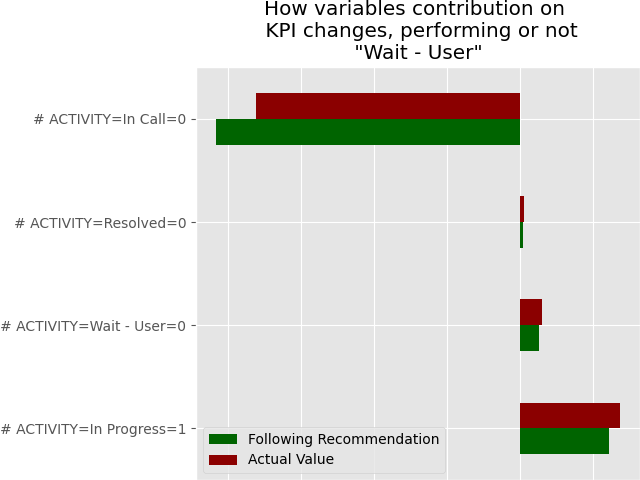 How variables contribution on
KPI changes, performing or not
"Wait - User"
# ACTIVITY=In Call=0
# ACTIVITY=Resolved=0
# ACTIVITY=Wait - User=0
# ACTIVITY=In Progress=1
Following Recommendation
Actual Value